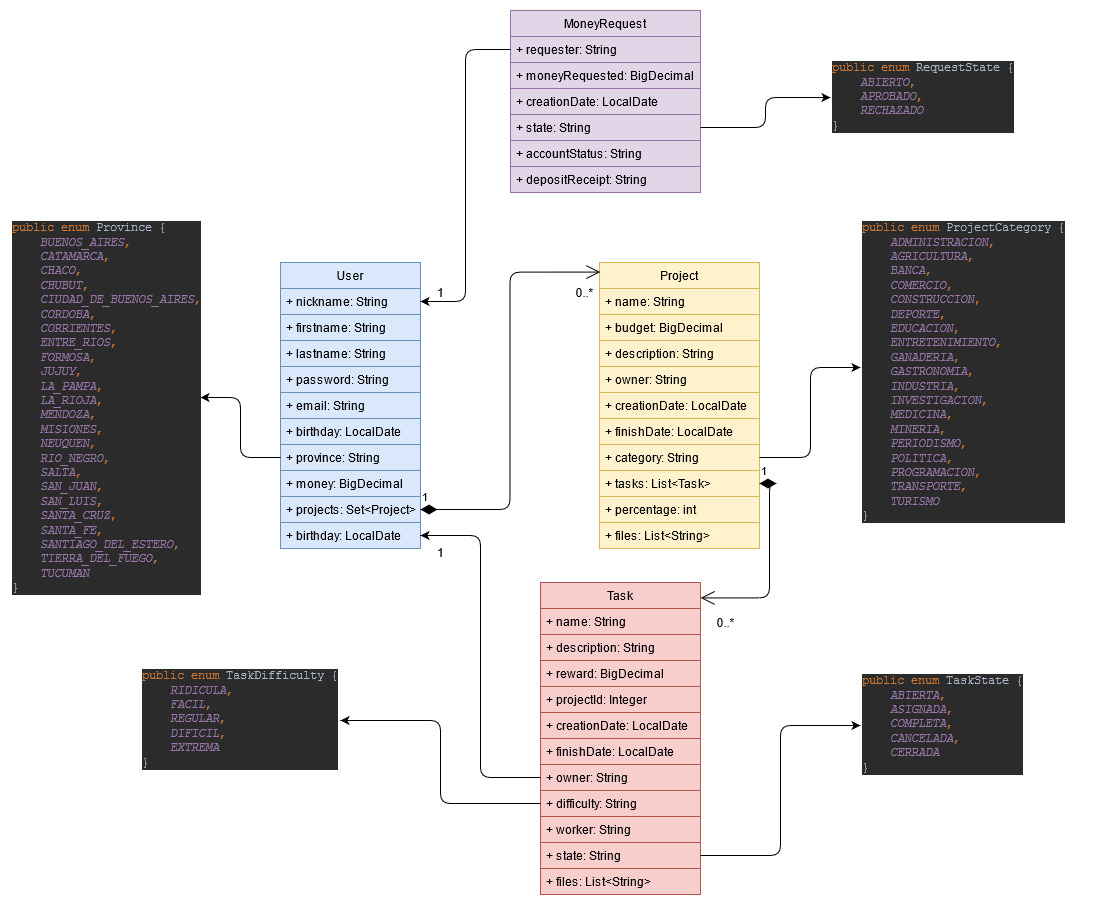 MoneyRequest
+ requester: String
+ moneyRequested: BigDecimal
+ creationDate: LocalDate
+ state: String
+ accountStatus: String
+ depositReceipt: String
public enum RequestState {
ABIERTO,
APROBADO,
RECHAZADO
}
public enum Province {
BUENOS_AIRES,
CATAMARCA,
CHACO,
CHUBUT,
CIUDAD_DE_BUENOS_AIRES,
CORDOBA,
CORRIENTES,
ENTRE_RIOS,
FORMOSA,
JUJUY,
LA_PAMPA,
LA_RIOJA,
MENDOZA,
MISIONES,
NEUQUEN,
RIO_NEGRO,
SALTA,
SAN_JUAN,
SAN_LUIS,
SANTA_CRUZ,
SANTA_FE,
SANTIAGO_DEL_ESTERO,
TIERRA_DEL_FUEGO,
TUCUMAN
}
User
+ nickname: String
+ firstname: String
+ lastname: String
+ password: String
+ email: String
+ birthday: LocalDate
+ province: String
+ money: BigDecimal
+ projects: Set<Project>
+ birthday: LocalDate
1
1
1
0..*
Project
+ name: String
+ budget: BigDecimal
+ description: String
+ owner: String
+ creationDate: LocalDate
+ finishDate: LocalDate
+ category: String
+ tasks: List<Task>
+ percentage: int
+ files: List<String>
1
0..*
public enum ProjectCategory {
ADMINISTRACION,
AGRICULTURA,
BANCA,
COMERCIO,
CONSTRUCCION,
DEPORTE,
EDUCACION,
ENTRETENIMIENTO,
GANADERIA,
GASTRONOMIA,
INDUSTRIA,
INVESTIGACION,
MEDICINA,
MINERIA,
PERIODISMO,
POLITICA,
PROGRAMACION,
TRANSPORTE,
TURISMO
}
Task
+ name: String
+ description: String
+ reward: BigDecimal
+ projectId: Integer
+ creationDate: LocalDate
+ finishDate: LocalDate
+ owner: String
+ difficulty: String
+ worker: String
+ state: String
+ files: List<String>
public enum TaskDifficulty {
RIDICULA,
FACIL,
REGULAR,
DIFICIL,
EXTREMA
}
public enum TaskState {
ABIERTA,
ASIGNADA,
COMPLETA,
CANCELADA,
CERRADA
}